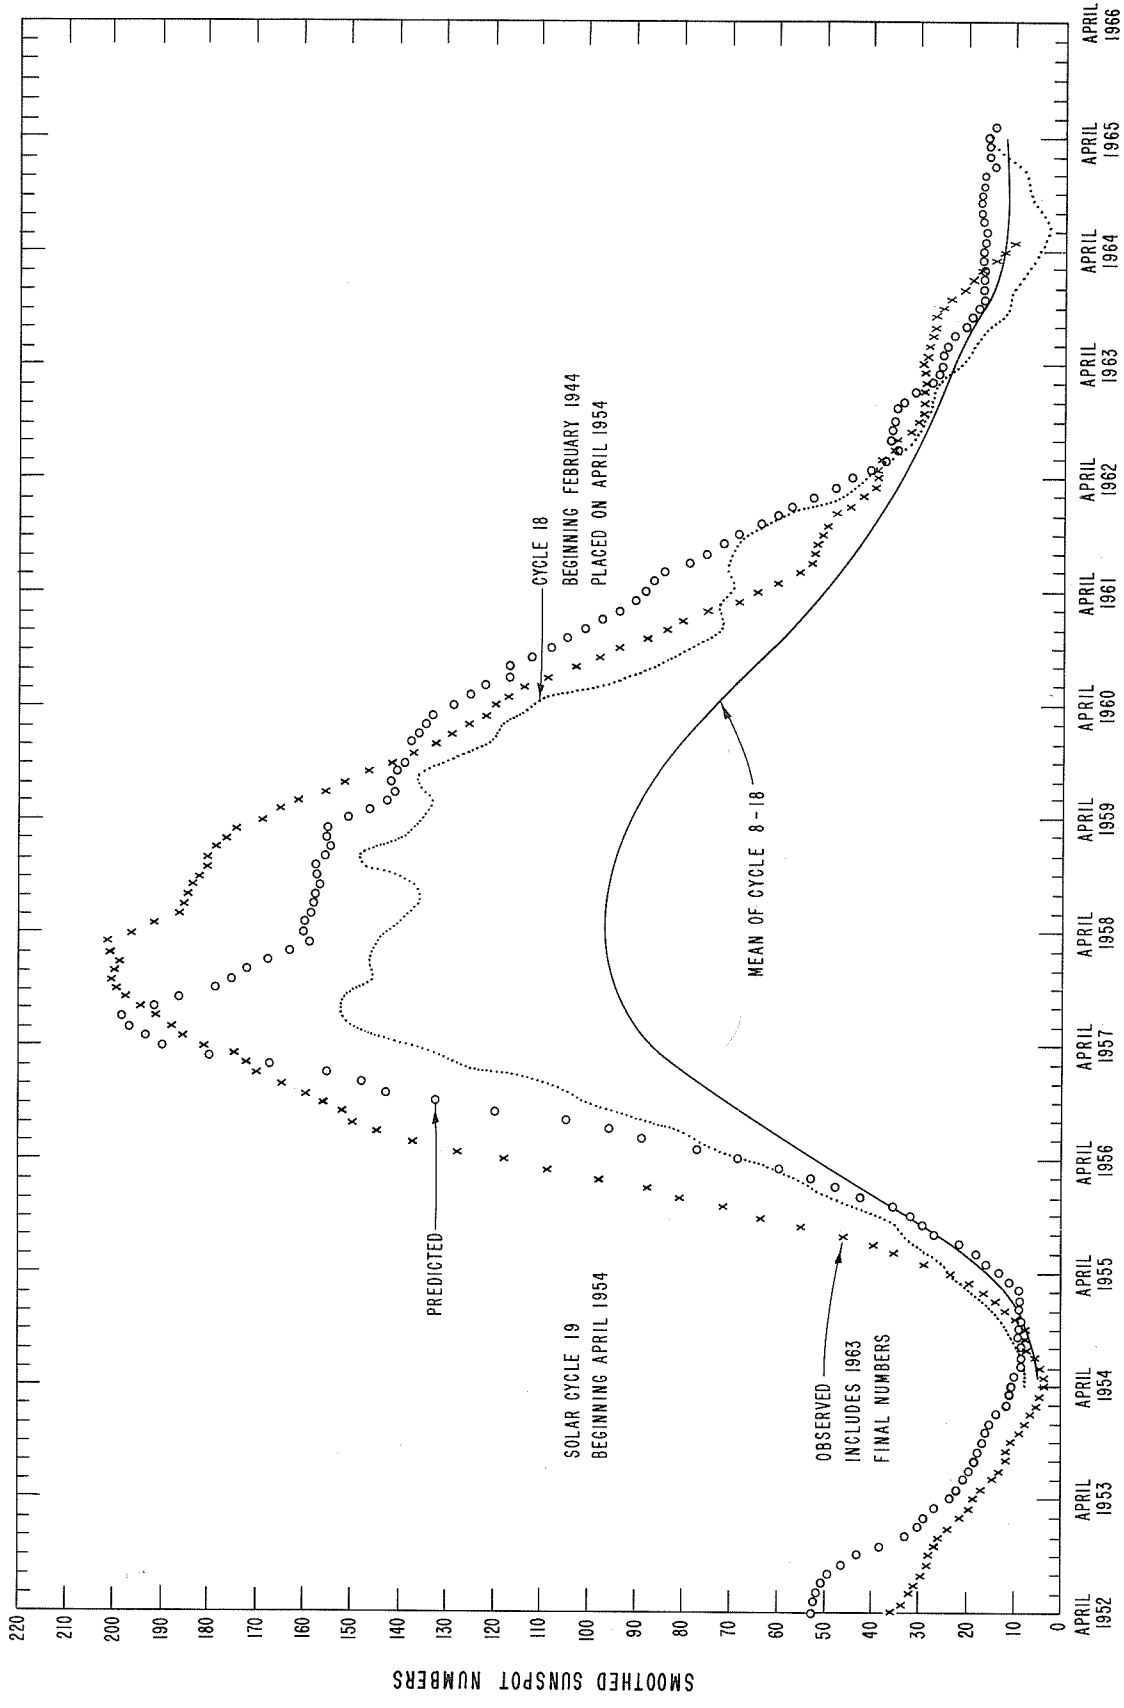 SMOOTHED SUNSPOT NUMBERS
220
210
200
190
180
170
160
150
140
130
120
110
100
90
80
70
60
50
40
30
20
10
0
PREDICTED
SOLAR CYCLE 19
BEGINNING APRIL 1954
OBSERVED
INCLUDES 1963
FINAL NUMBERS
CYCLE 18
BEGINNING FEBRUARY 1944
PLACED ON APRIL 1954
MEAN OF CYCLE 8-18
APRIL
1952
APRIL
1953
APRIL
1954
APRIL
1955
APRIL
1956
APRIL
1957
APRIL
1958
APRIL
1959
APRIL
1960
APRIL
1961
APRIL
1962
APRIL
1963
APRIL
1964
APRIL
1965
APRIL
1966